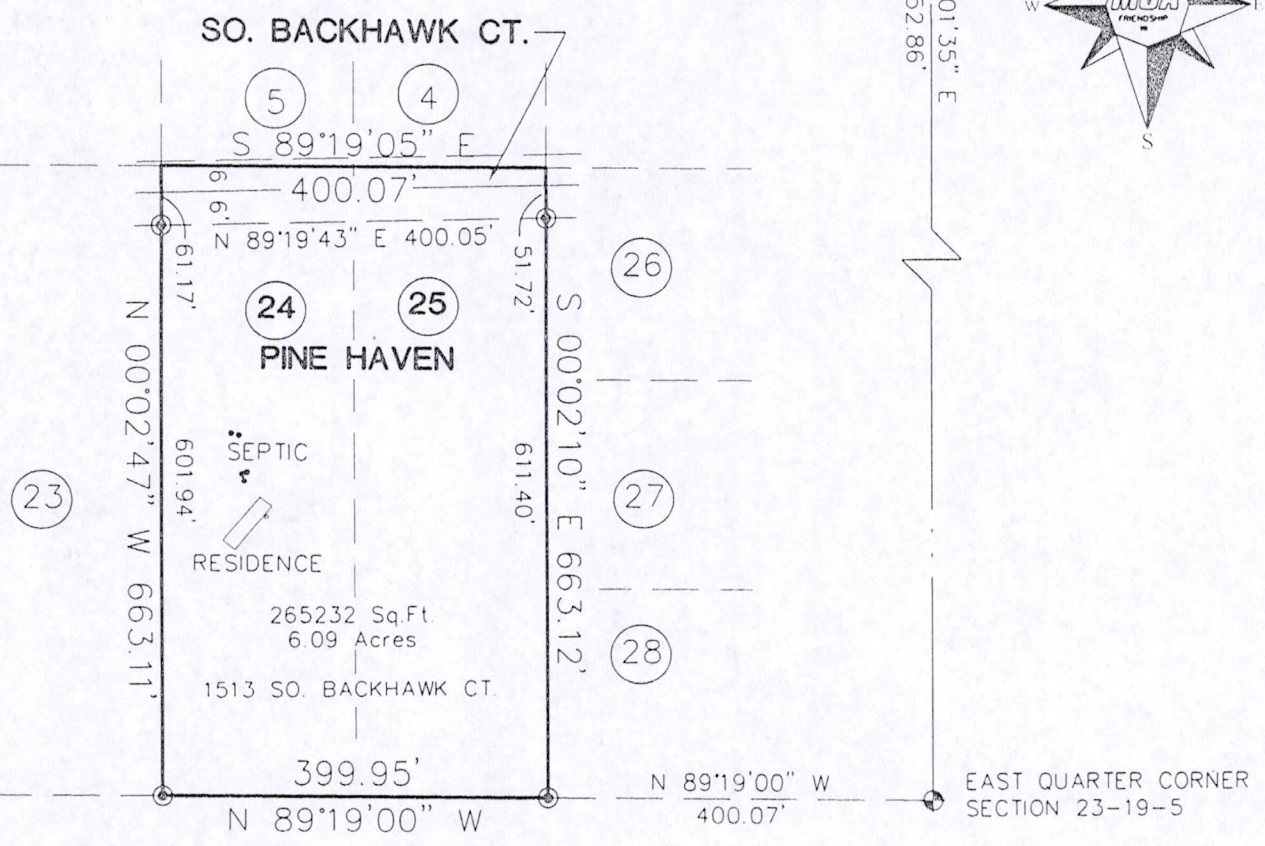 SO. BACKHAWK CT.
5
4
S 89°19'05" E
400.07'
6'
6'
N 89°19'43" E 400.05'
61.17'
51.72'
24
25
PINE HAVEN
26
N 00°02'47" W 663.11'
S 00°02'10" E 663.12'
SEPTIC
601.94'
611.40'
23
27
RESIDENCE
265232 Sq.Ft.
6.09 Acres
28
1513 SO. BACKHAWK CT.
399.95'
N 89°19'00" W
N 89°19'00" W
400.07'
EAST QUARTER CORNER
SECTION 23-19-5
01'35" E
52.86'
W
E
FRIENDSHIP
S